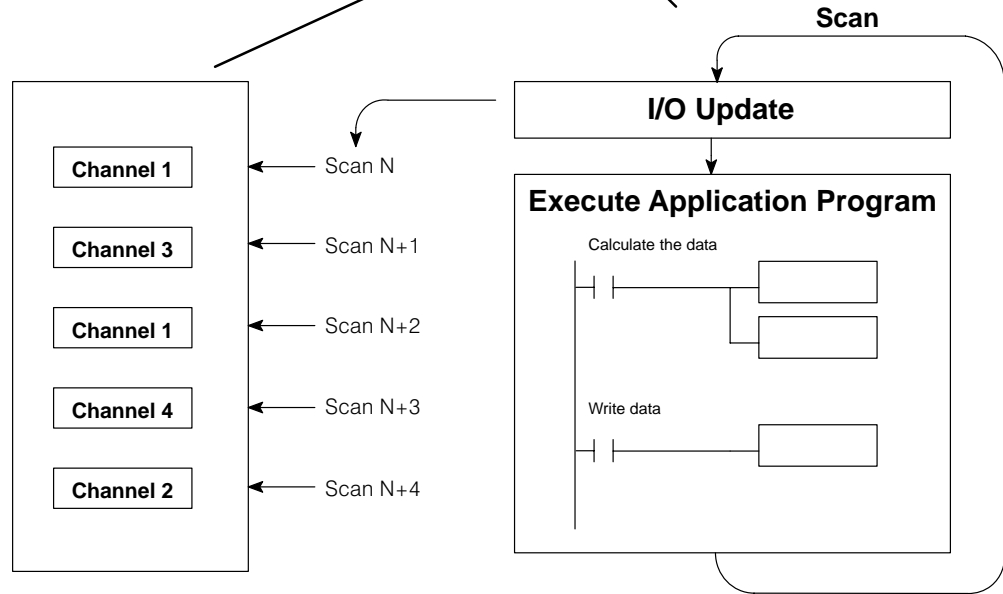 Scan
I/O Update
Channel 1
Scan N
Execute Application Program
Calculate the data
Channel 3
Scan N+1
Channel 1
Scan N+2
Channel 4
Scan N+3
Write data
Channel 2
Scan N+4